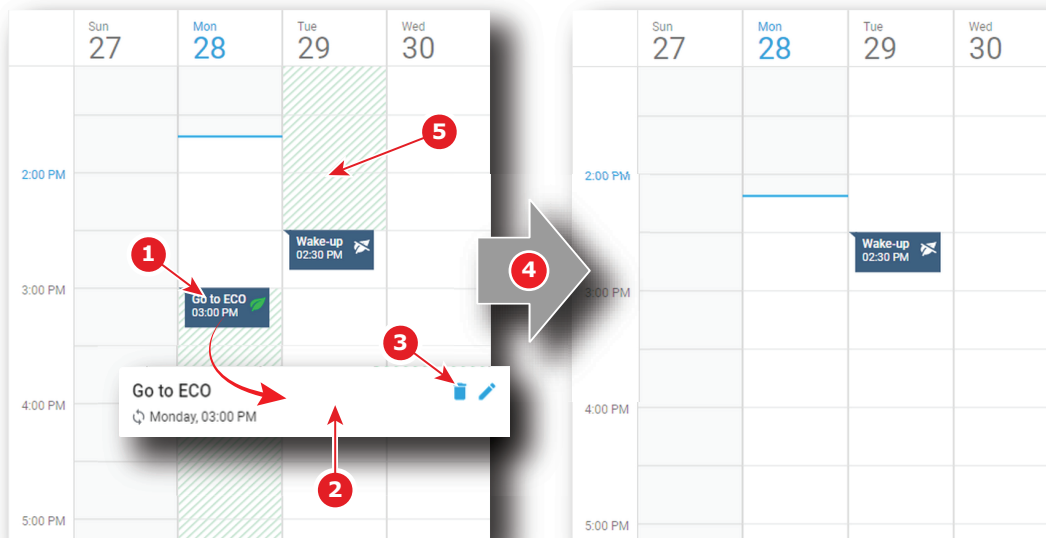 Sun Mon Tue Wed
27 28 29 30
5
2:00 PM
Wake-up
02:30 PM
1
3:00 PM
Go to ECO
03:00 PM
3
Go to ECO
Monday, 03:00 PM
4:00 PM
2
5:00 PM
4
Sun Mon Tue Wed
27 28 29 30
2:00 PM
Wake-up
02:30 PM
3:00 PM
4:00 PM
5:00 PM